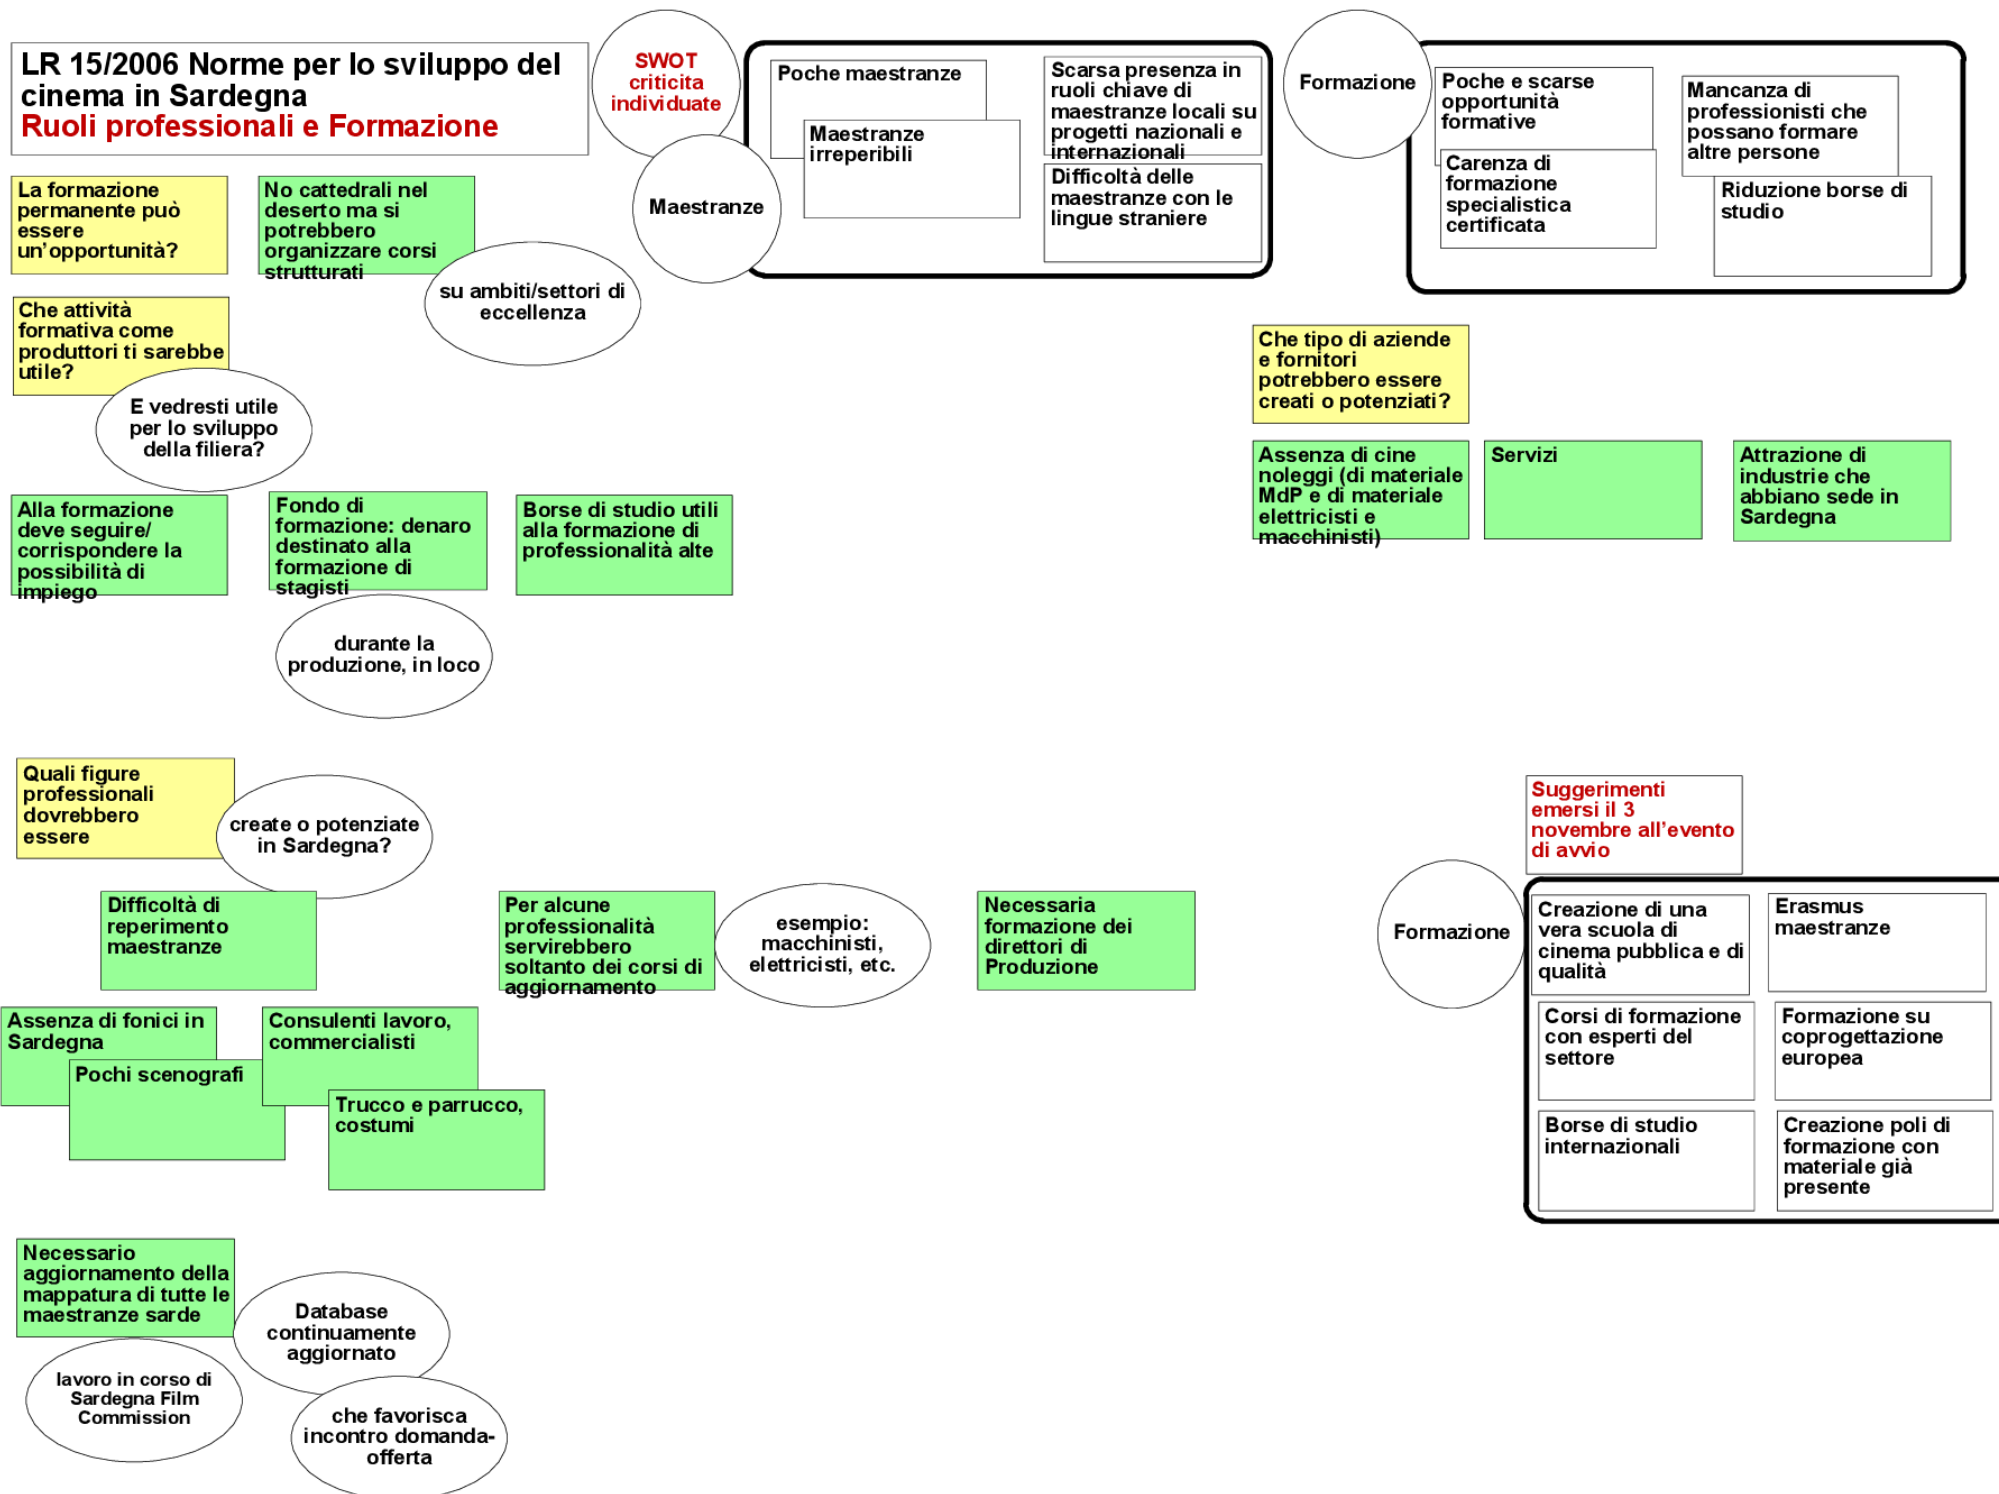 LR 15/2006 Norme per lo sviluppo del
cinema in Sardegna
Ruoli professionali e Formazione
SWOT
criticita
individuate
Maestranze
Poche maestranze
Maestranze
irreperibili
Scarsa presenza in
ruoli chiave di
maestranze locali su
progetti nazionali e
internazionali
Difficoltà delle
maestranze con le
lingue straniere
Formazione
Poche e scarse
opportunità
formative
Carenza di
formazione
specialistica
certificata
Mancanza di
professionisti che
possano formare
altre persone
Riduzione borse di
studio
La formazione
permanente può
essere
un’opportunità?
No cattedrali nel
deserto ma si
potrebbero
organizzare corsi
strutturati
su ambiti/settori di
eccellenza
Che attività
formativa come
produttori ti sarebbe
utile?
E vedresti utile
per lo sviluppo
della filiera?
Alla formazione
deve seguire/
corrispondere la
possibilità di
impiego
Fondo di
formazione: denaro
destinato alla
formazione di
stagisti
durante la
produzione, in loco
Borse di studio utili
alla formazione di
professionalità alte
Che tipo di aziende
e fornitori
potrebbero essere
creati o potenziati?
Assenza di cine
noleggi (di materiale
MdP e di materiale
elettricisti e
macchinisti)
Servizi
Attrazione di
industrie che
abbiano sede in
Sardegna
Quali figure
professionali
dovrebbero
essere
create o potenziate
in Sardegna?
Difficoltà di
reperimento
maestranze
Per alcune
professionalità
servirebbero
soltanto dei corsi di
aggiornamento
esempio:
macchinisti,
elettricisti, etc.
Necessaria
formazione dei
direttori di
Produzione
Assenza di fonici in
Sardegna
Pochi scenografi
Consulenti lavoro,
commercialisti
Trucco e parrucco,
costumi
Suggerimenti
emersi il 3
novembre all’evento
di avvio
Formazione
Creazione di una
vera scuola di
cinema pubblica e di
qualità
Erasmus
maestranze
Corsi di formazione
con esperti del
settore
Formazione su
coprogettazione
europea
Borse di studio
internazionali
Creazione poli di
formazione con
materiale già
presente
Necessario
aggiornamento della
mappatura di tutte le
maestranze sarde
lavoro in corso di
Sardegna Film
Commission
Database
continuamente
aggiornato
che favorisca
incontro domanda-
offerta